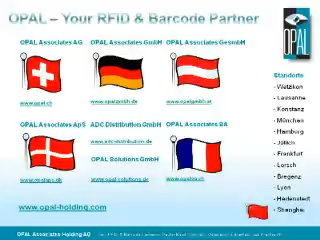 OPAL – Your RFID & Barcode Partner
OPAL
OPAL Associates AG
OPAL Associates GmbH
OPAL Associates GesmbH
www.opal.ch
www.opalgmbh.de
www.opalgmbh.at
OPAL Associates ApS
ADC Distribution GmbH
OPAL Associates SA
www.adc-distribution.de
OPAL Solutions GmbH
www.opal-solutions.de
www.opal-holding.com
Standorte
- Wetzikon
- Lausanne
- Konstanz
- München
- Hamburg
- Jülich
- Frankfurt
- Lorsch
- Bregenz
- Lyon
- Hedensted
- Shanghai
OPAL Associates Holding AG